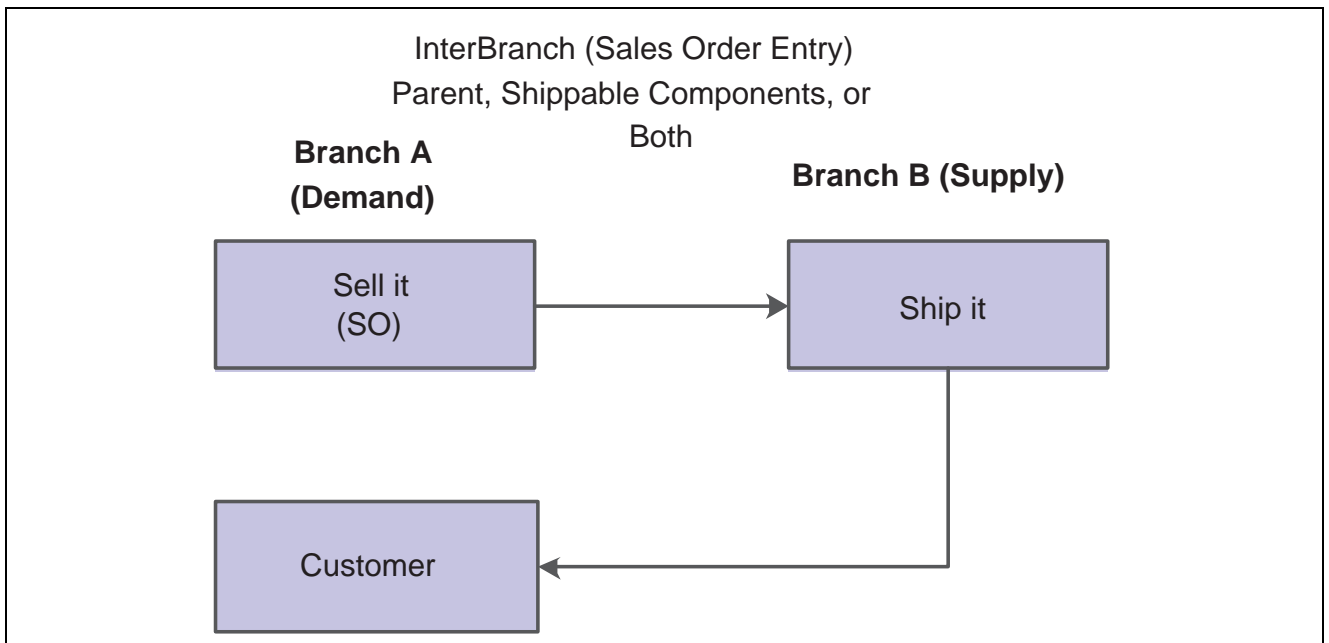 InterBranch (Sales Order Entry)
Parent, Shippable Components, or
Both
Branch A
(Demand)
Branch B (Supply)
Sell it
(SO)
Ship it
Customer